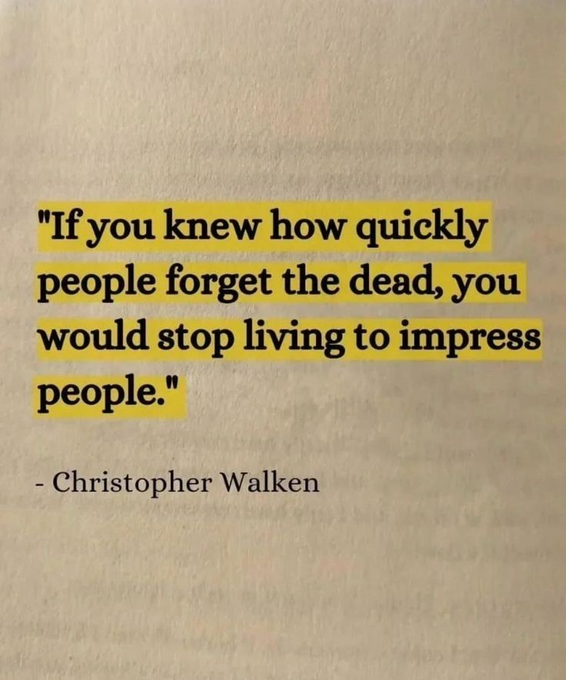 "If you knew how quickly
people forget the dead, you
would stop living to impress
people."
- Christopher Walken